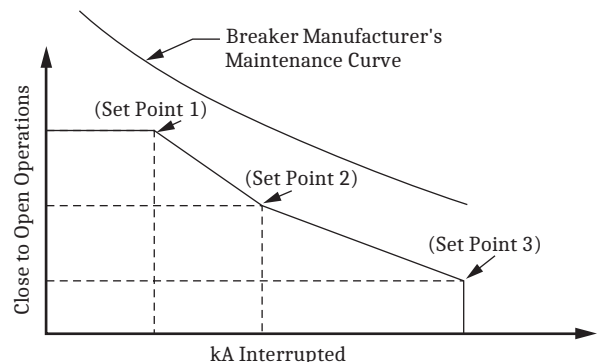 Breaker Manufacturer's
Maintenance Curve
(Set Point 1)
(Set Point 2)
(Set Point 3)
Close to Open Operations
kA Interrupted